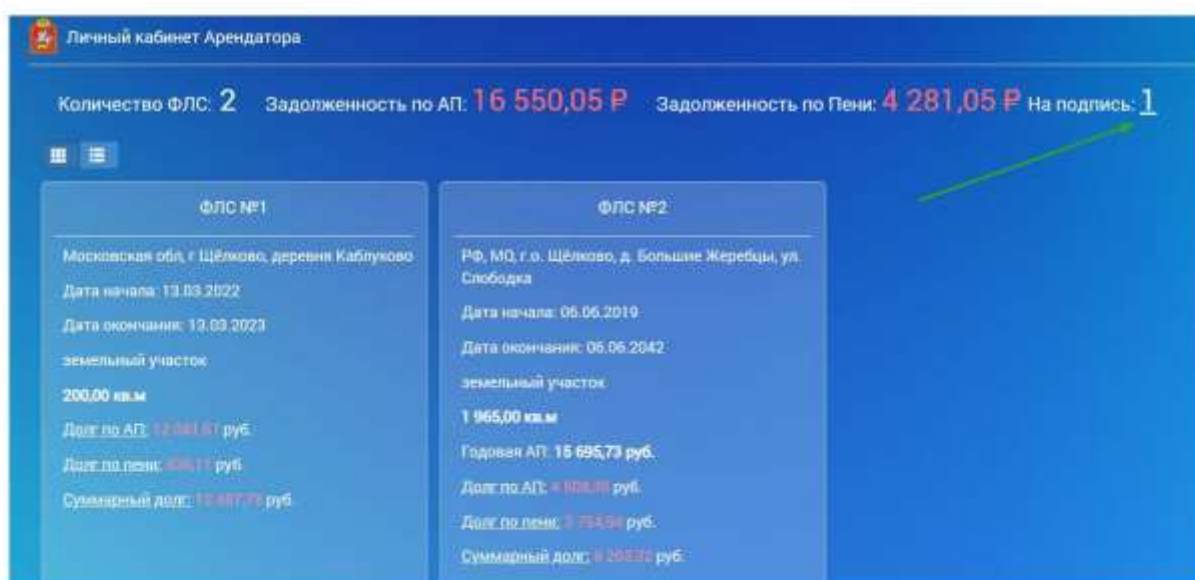 Личный кабинет Арендатора
Количество ФЛС: 2 Задолженность по АП: 16 550,05 ₽ Задолженность по Пени: 4 281,05 ₽ На подпись: 1
ФЛС №1
Московская обл, г Щёлково, деревня Каблуково
Дата начала: 13.03.2022
Дата окончания: 13.03.2023
земельный участок
200,00 кв.м
Долг по АП: руб.
Долг по пени: руб.
Суммарный долг: руб.
ФЛС №2
РФ, МО, г.о. Щёлково, д. Большие Жеребцы, ул.
Слободка
Дата начала: 06.06.2019
Дата окончания: 06.06.2042
земельный участок
1 965,00 кв.м
Годовая АП: 15 695,73 руб.
Долг по АП: руб.
Долг по пени: руб.
Суммарный долг: руб.